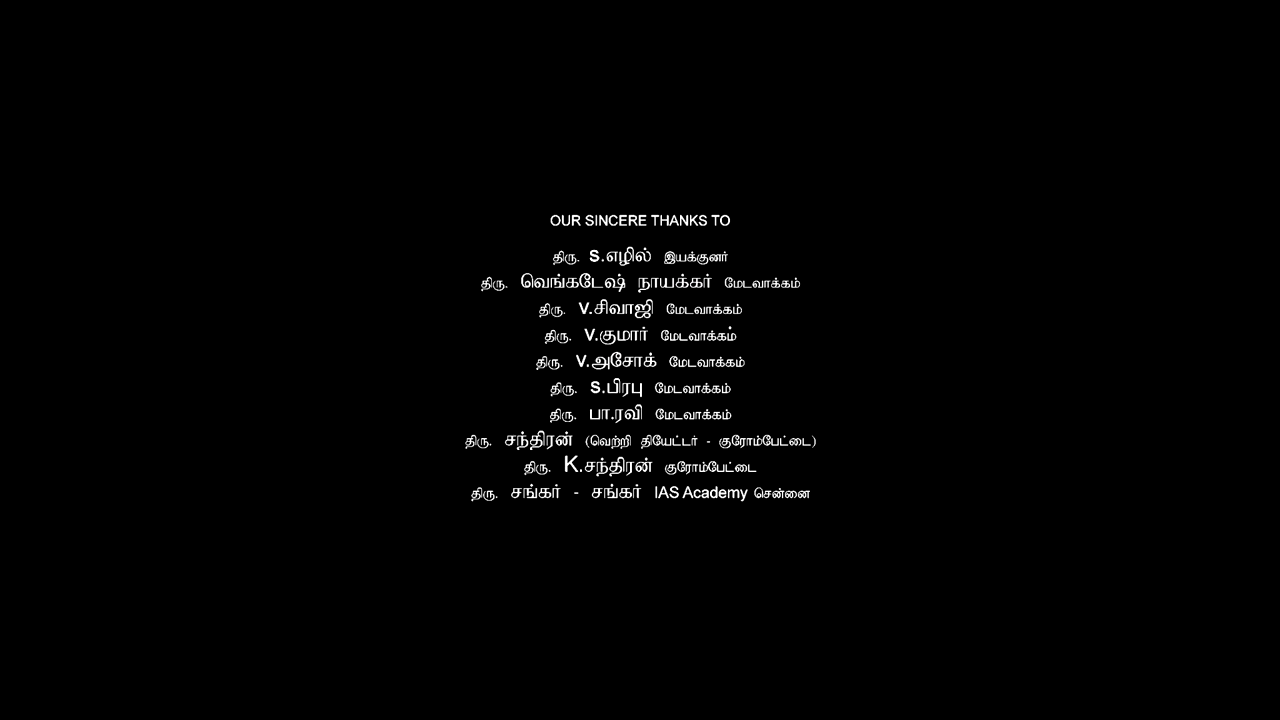 OUR SINCERE THANKS TO
திரு. S.எழில் இயக்குனர்
திரு. வெங்கடேஷ் நாயக்கர் மேடவாக்கம்
திரு. V.சிவாஜி மேடவாக்கம்
திரு. V.குமார் மேடவாக்கம்
திரு. V.அசோக் மேடவாக்கம்
திரு. S.பிரபு மேடவாக்கம்
திரு. பா.ரவி மேடவாக்கம்
திரு. சந்திரன் (வெற்றி தியேட்டர் - குரோம்பேட்டை)
திரு. K.சந்திரன் குரோம்பேட்டை
திரு. சங்கர் - சங்கர் IAS Academy சென்னை